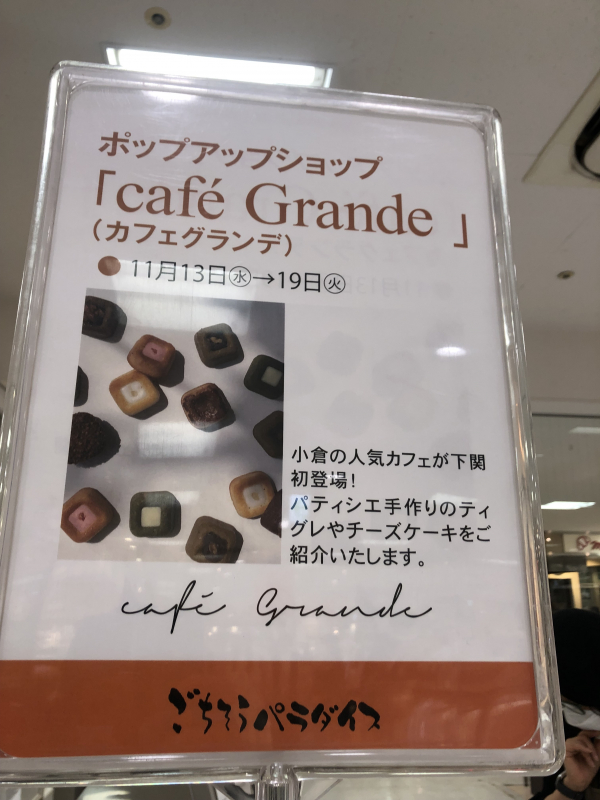 ポップアップショップ
「café Grande 」
(カフェグランデ)
●11月13日㊌→19日㊋
小倉の人気カフェが下関
初登場!
パティシエ手作りのティ
グレやチーズケーキをご
紹介いたします。
café Grande
ごちそうパラダイス